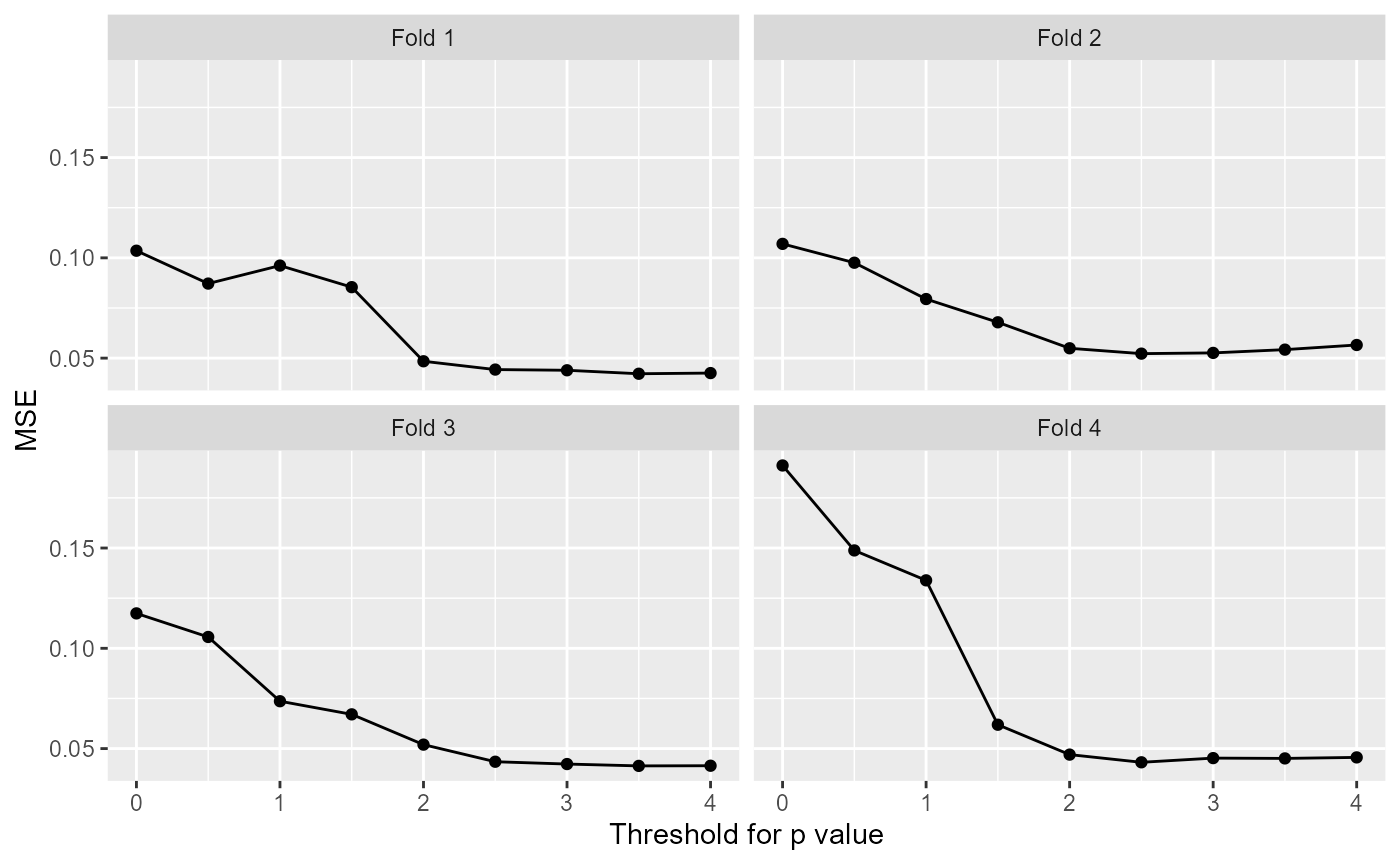 Fold 1
Fold 2
0.15
0.10
0.05
Fold 3
Fold 4
0.15
0.10
0.05
0 1 2 3 4
0 1 2 3 4
MSE
Threshold for p value